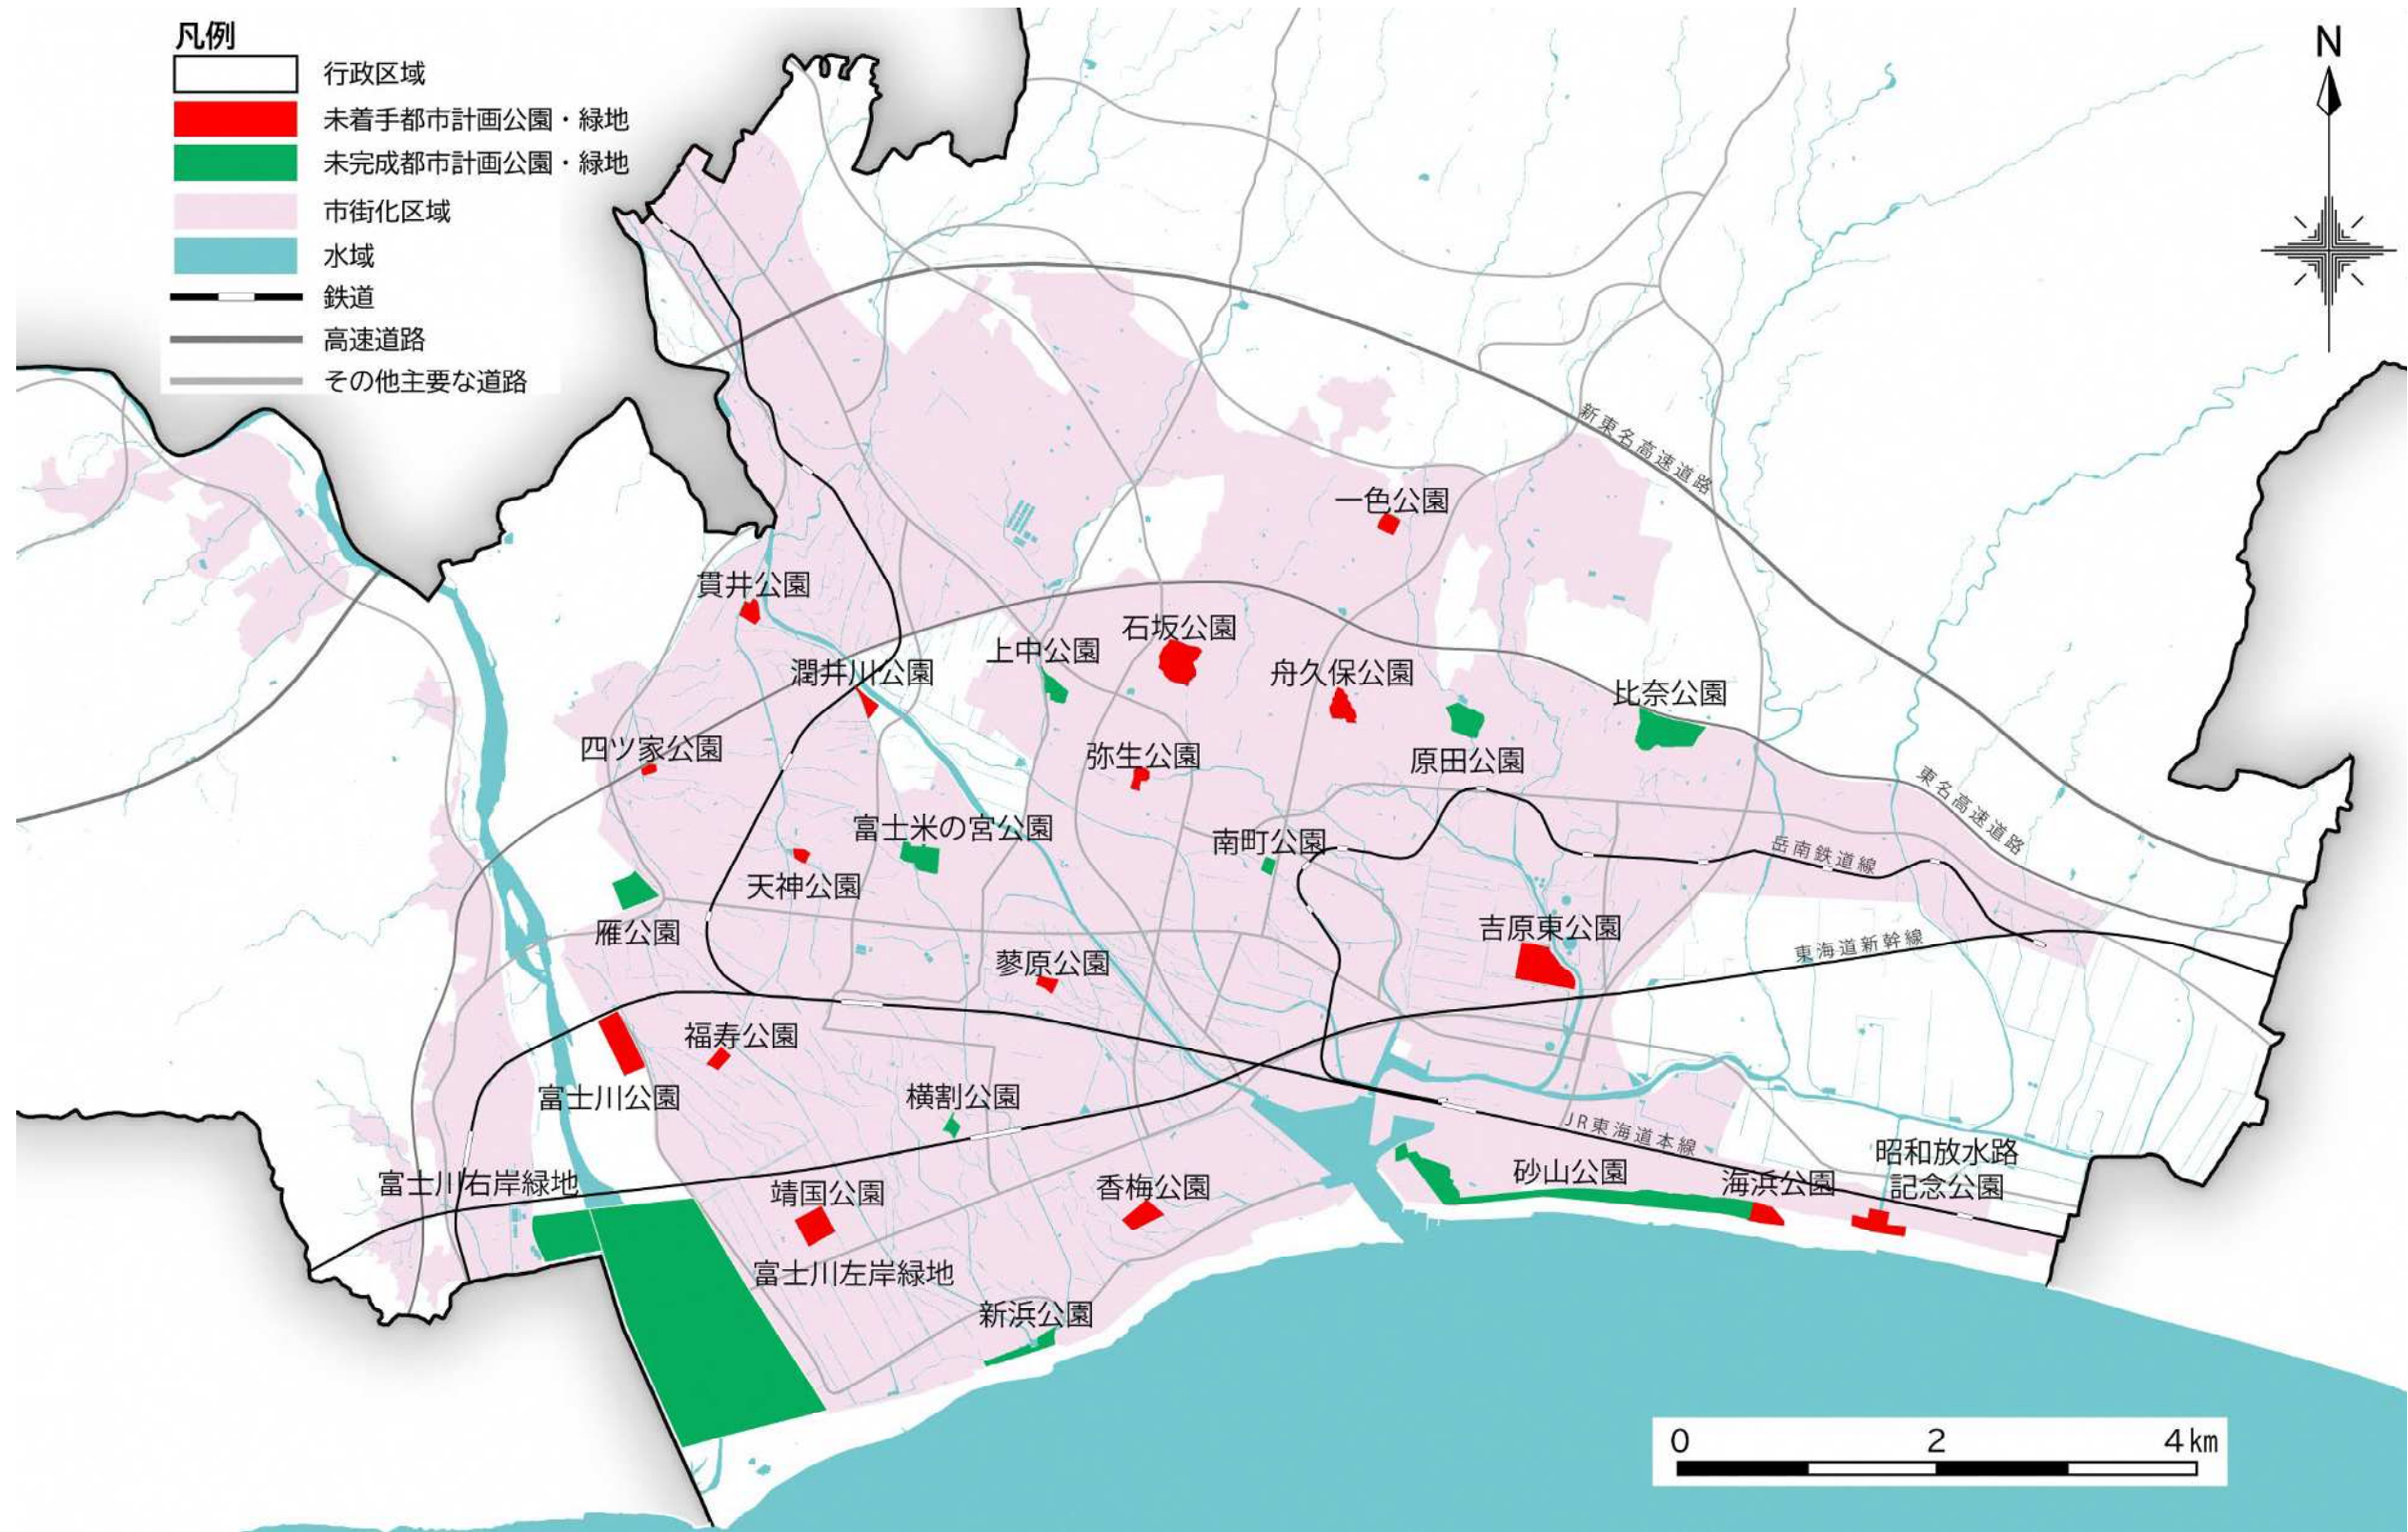 凡例
行政区域
未着手都市計画公園・緑地
未完成都市計画公園・緑地
市街化区域
水域
鉄道
高速道路
その他主要な道路
N
新東名高速道路
一色公園
貫井公園
石坂公園
上中公園
潤井川公園
舟久保公園
比奈公園
四ツ家公園
弥生公園
原田公園
東名高速道路
富士米の宮公園
南町公園
岳南鉄道線
天神公園
雁公園
吉原東公園
東海道新幹線
蓼原公園
福寿公園
富士川公園
横割公園
JR東海道本線
昭和放水路
記念公園
砂山公園
海浜公園
富士川右岸緑地
靖国公園
香梅公園
富士川左岸緑地
新浜公園
0 2 4km